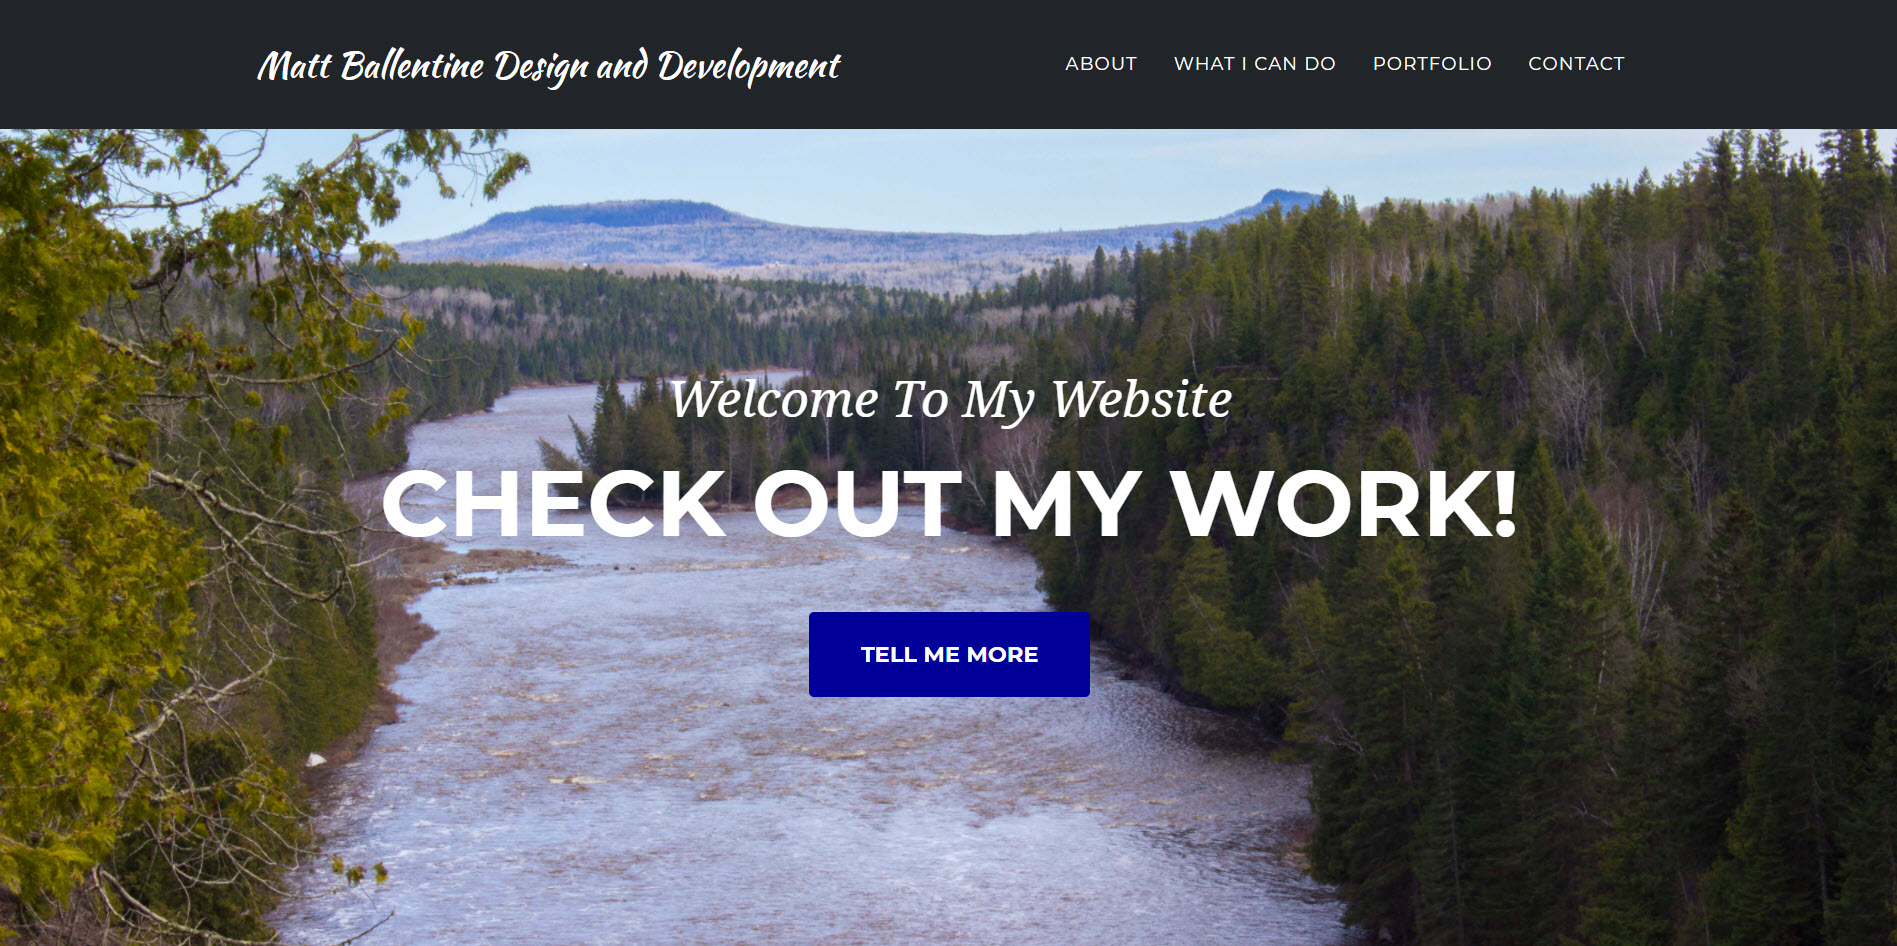 Matt Ballentine Design and Development
ABOUT WHAT I CAN DO PORTFOLIO CONTACT
Welcome To My Website
CHECK OUT MY WORK!
TELL ME MORE